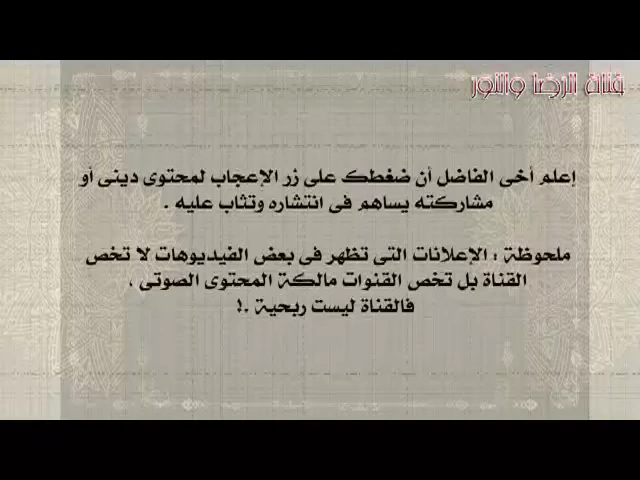 قناة الرضا والنور
إعلم أخى الفاضل أن ضغطك على زر الإعجاب لمحتوى دينى أو
مشاركته يساهم فى انتشاره وتثاب عليه .
ملحوظة : الإعلانات التى تظهر فى بعض الفيديوهات لا تخص
القناة بل تخص القنوات مالكة المحتوى الصوتى ،
فالقناة ليست ربحية .!